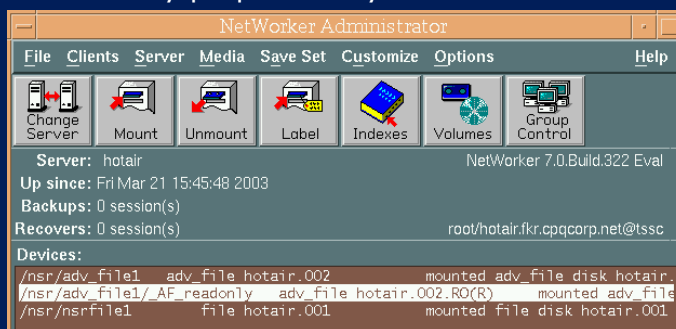 NetWorker Administrator
File Clients Server Media Save Set Customize Options Help
Change Server Mount Unmount Label Indexes Volumes Group Control
Server: hotair NetWorker 7.0.Build.322 Eval
Up since: Fri Mar 21 15:45:48 2003
Backups: 0 session(s)
Recovers: 0 session(s) root/hotair.fkr.cpqcorp.net@tssc
Devices:
/nsr/adv_file1 adv_file hotair.002 mounted adv_file disk hotair.
/nsr/adv_file1/_AF_readonly adv_file hotair.002.RO(R) mounted adv_file
/nsr/nsrfile1 file hotair.001 mounted file disk hotair.001